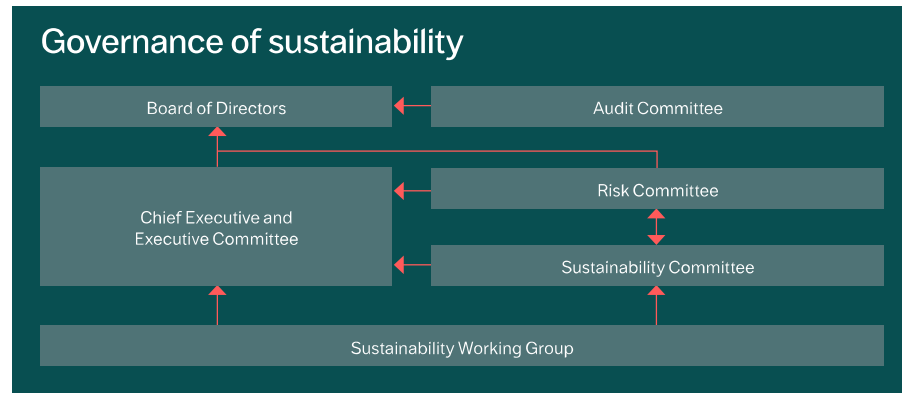 Governance of sustainability
Board of Directors
Audit Committee
Risk Committee
Chief Executive and
Executive Committee
Sustainability Committee
Sustainability Working Group